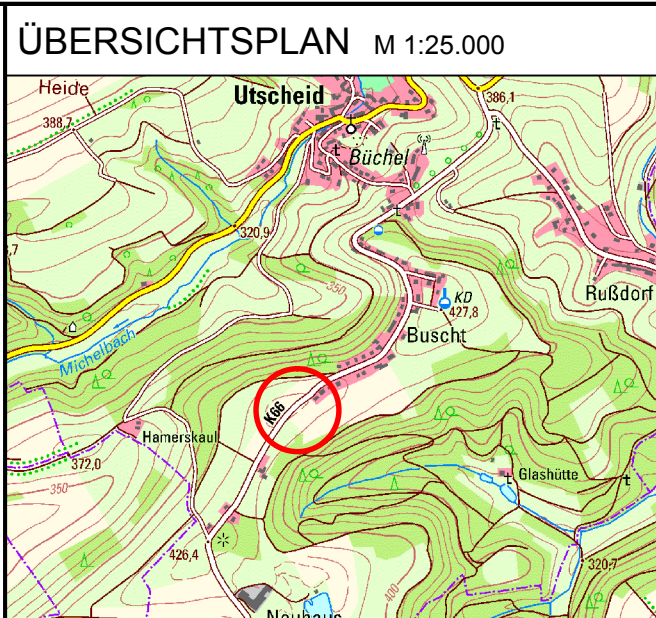 ÜBERSICHTSPLAN M 1:25.000
Heide
Utscheid
386,1
388,7
Büchel
320,9
,7
350
Rußdorf
KD
427,8
Buscht
Michelbach
K66
Hamerskaul
372,0
Glashütte
350
426,4
320,7
400
Neuhaus